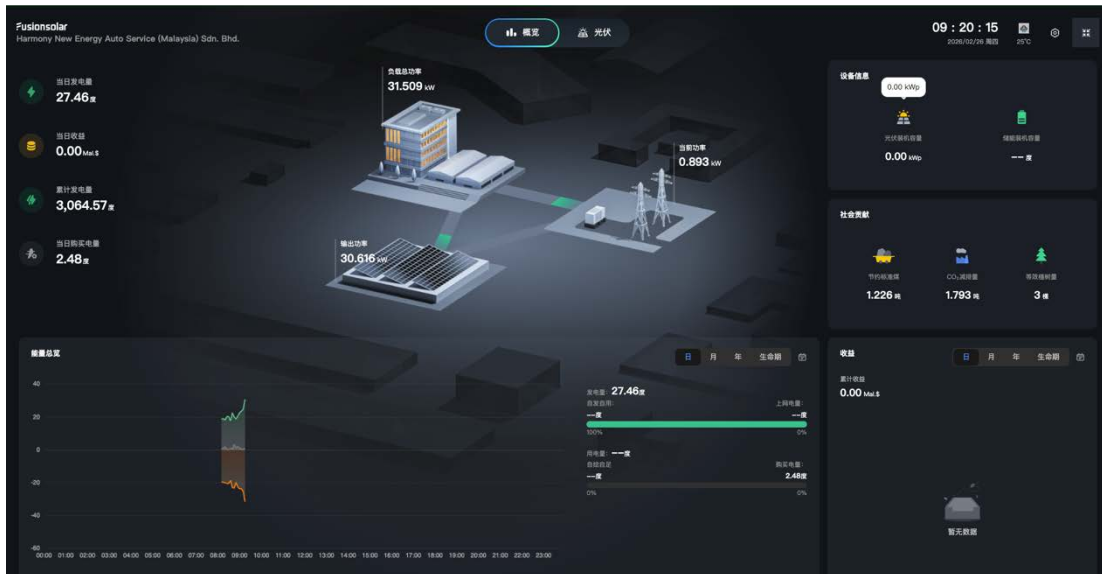 Fusionsolar
Harmony New Energy Auto Service (Malaysia) Sdn. Bhd.
概览
光伏
09 : 20 : 15
2026/02/26 周四
25℃
当日发电量
27.46度
当日收益
0.00Mal.$
累计发电量
3,064.57度
当日购买电量
2.48度
负载总功率
31.509 kW
当前功率
0.893 kW
输出功率
30.616 kW
设备信息
0.00 kWp
光伏装机容量
储能装机容量
0.00 kWp
-- 度
社会贡献
节约标准煤
CO₂减排量
等效植树量
1.226 吨
1.793 吨
3 棵
能量总览
日 月 年 生命期
40
20
0
-20
-40
-60
00:00 01:00 02:00 03:00 04:00 05:00 06:00 07:00 08:00 09:00 10:00 11:00 12:00 13:00 14:00 15:00 16:00 17:00 18:00 19:00 20:00 21:00 22:00 23:00
发电量: 27.46度
自发自用:
上网电量:
--度
--度
100%
0%
用电量: --度
自给自足
购买电量:
--度
2.48度
0%
0%
收益
日 月 年 生命期
累计收益
0.00 Mal.$
暂无数据